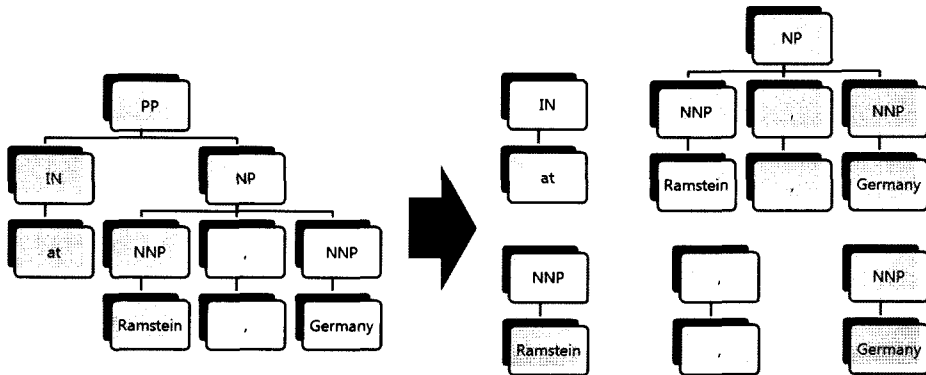 PP
IN NP
at NNP , NNP
Ramstein , Germany
NP
IN NNP , NNP
at Ramstein , Germany
NNP , NNP
Ramstein , Germany